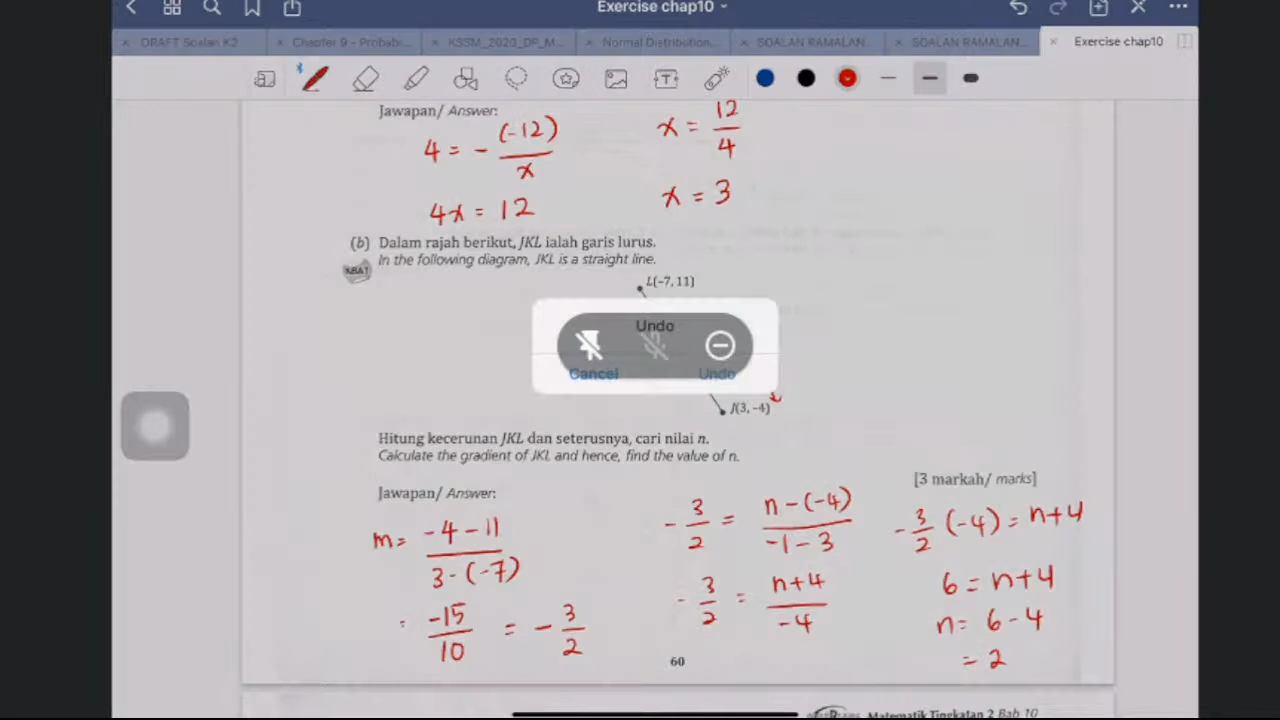 Exercise chap10
DRAFT Soalan K2
Chapter 9 - Probabi...
KSSM_2020_DP_M...
Normal Distribution...
SOALAN RAMALAN...
SOALAN RAMALAN...
Exercise chap10
Jawapan/ Answer:
4 = - (-12)/x
4x = 12
x = 12/4
x = 3
(b) Dalam rajah berikut, JKL ialah garis lurus.
KBAT
In the following diagram, JKL is a straight line.
L(−7, 11)
Undo
Cancel
Undo
J(3, −4)
Hitung kecerunan JKL dan seterusnya, cari nilai n.
Calculate the gradient of JKL and hence, find the value of n.
[3 markah/ marks]
Jawapan/ Answer:
m = -4 - 11 / 3 - (-7)
= -15/10 = - 3/2
- 3/2 = n - (-4) / -1 - 3
- 3/2 = n+4 / -4
- 3/2 (-4) = n+4
6 = n+4
n = 6 - 4
= 2
60
Matematik Tingkatan 2 Bab 10